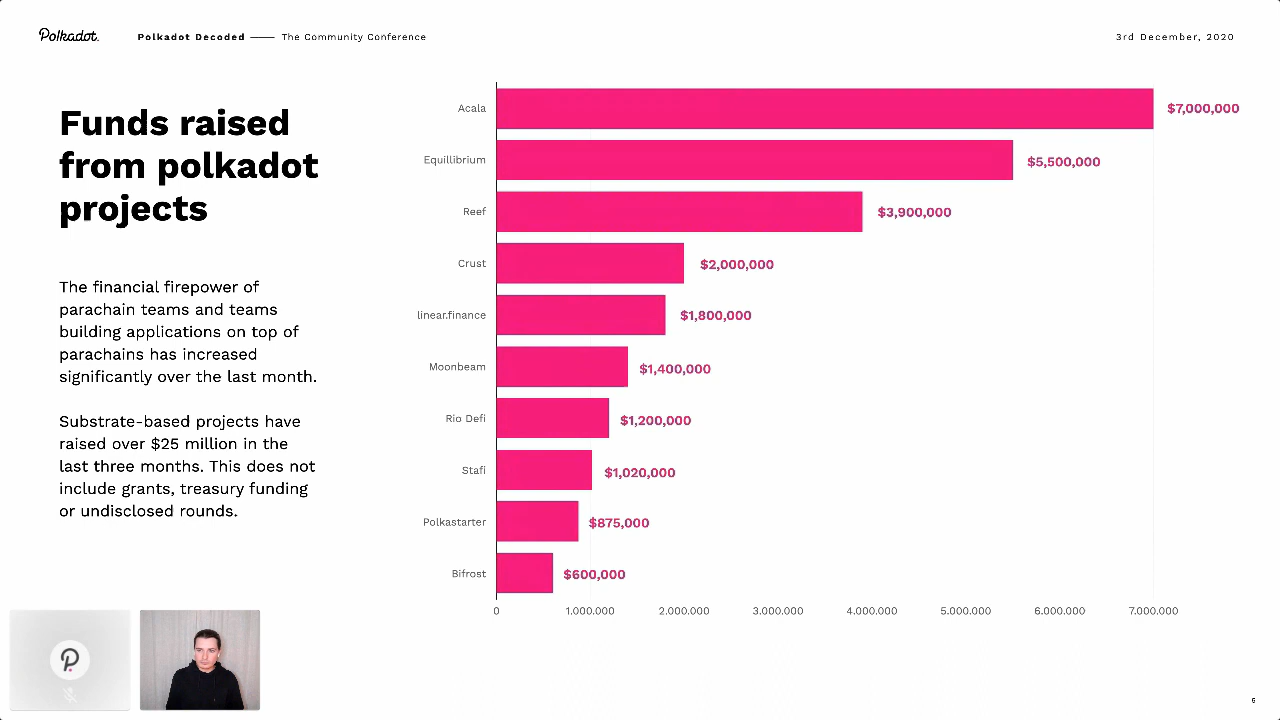 Polkadot.
Polkadot Decoded The Community Conference
3rd December, 2020
Funds raised
from polkadot
projects
The financial firepower of
parachain teams and teams
building applications on top of
parachains has increased
significantly over the last month.
Substrate-based projects have
raised over $25 million in the
last three months. This does not
include grants, treasury funding
or undisclosed rounds.
Acala $7,000,000
Equillibrium $5,500,000
Reef $3,900,000
Crust $2,000,000
linear.finance $1,800,000
Moonbeam $1,400,000
Rio Defi $1,200,000
Stafi $1,020,000
Polkastarter $875,000
Bifrost $600,000
0 1.000.000 2.000.000 3.000.000 4.000.000 5.000.000 6.000.000 7.000.000
P